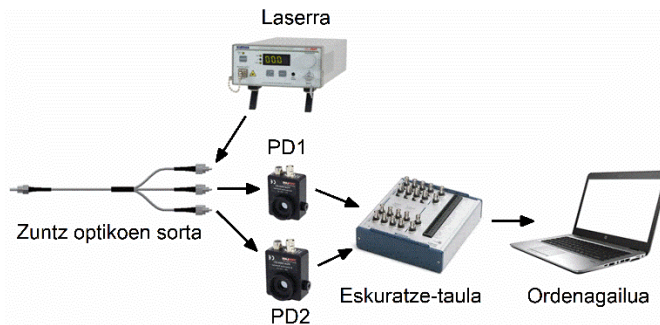 Laserra
PD1
Zuntz optikoen sorta
PD2
Eskuratze-taula
Ordenagailua